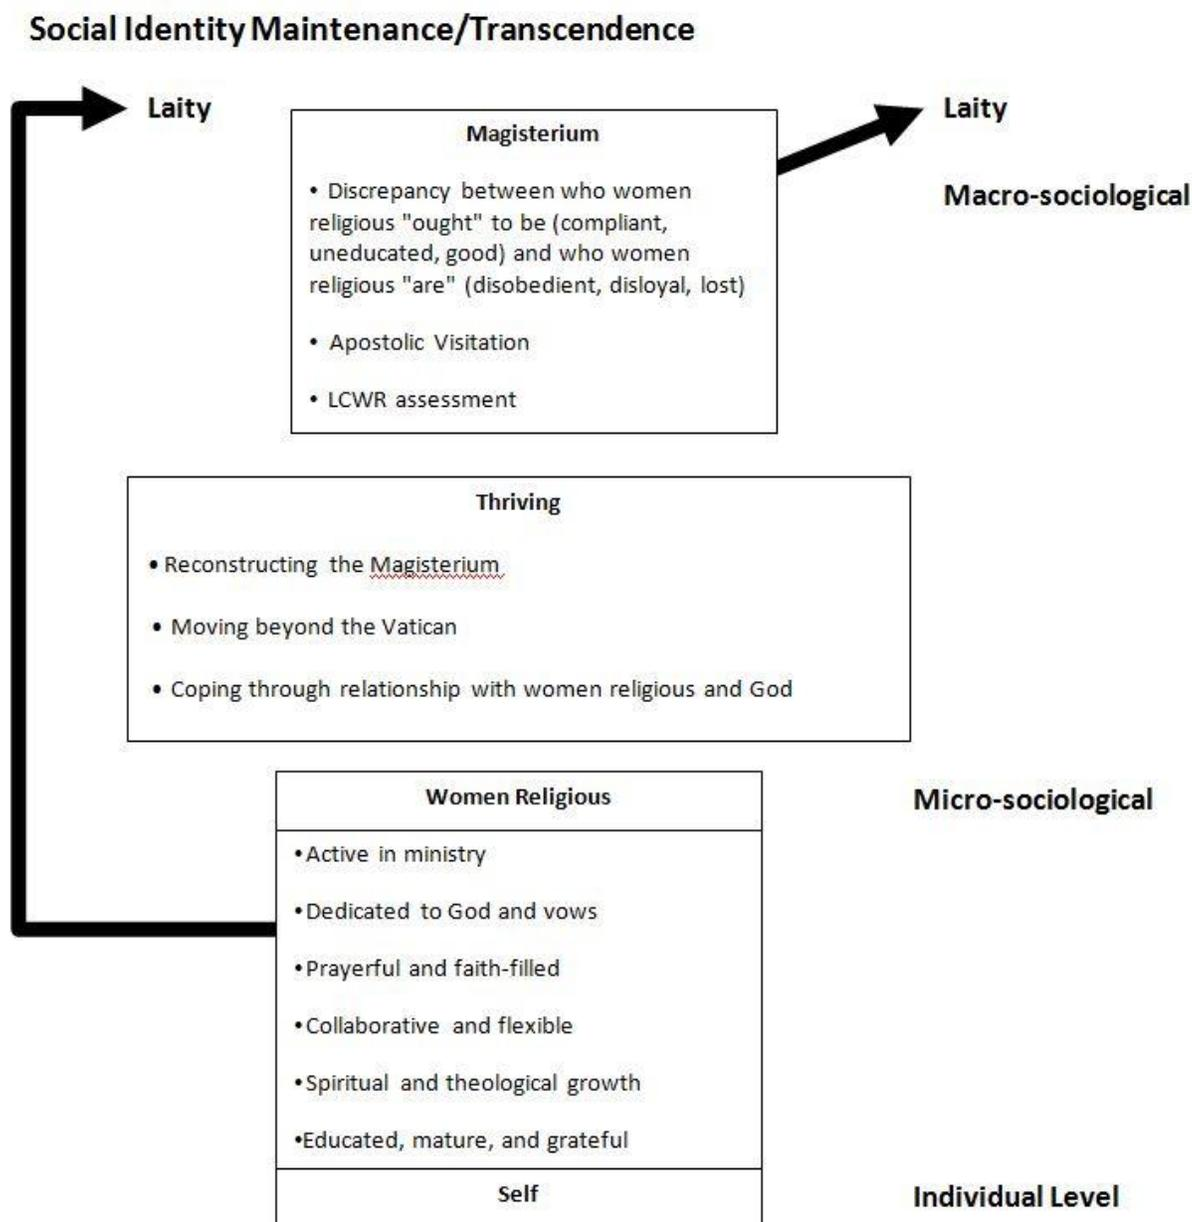 Social Identity Maintenance/Transcendence
Laity
Laity
Magisterium
Macro-sociological
• Discrepancy between who women
religious "ought" to be (compliant,
uneducated, good) and who women
religious "are" (disobedient, disloyal, lost)
• Apostolic Visitation
• LCWR assessment
Thriving
• Reconstructing the Magisterium
• Moving beyond the Vatican
• Coping through relationship with women religious and God
Women Religious
Micro-sociological
•Active in ministry
•Dedicated to God and vows
•Prayerful and faith-filled
•Collaborative and flexible
•Spiritual and theological growth
•Educated, mature, and grateful
Self
Individual Level